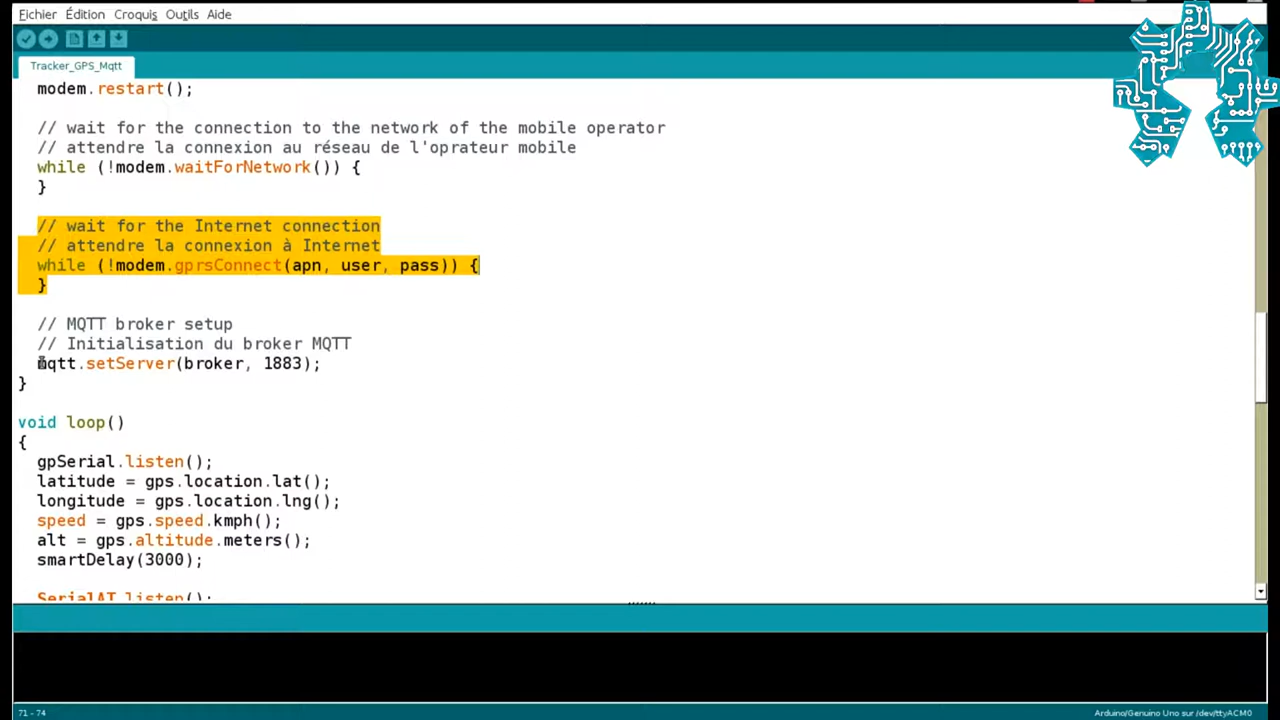 Fichier Édition Croquis Outils Aide
Tracker_GPS_Mqtt
modem.restart();
// wait for the connection to the network of the mobile operator
// attendre la connexion au réseau de l'oprateur mobile
while (!modem.waitForNetwork()) {
}
// wait for the Internet connection
// attendre la connexion à Internet
while (!modem.gprsConnect(apn, user, pass)) {
}
// MQTT broker setup
// Initialisation du broker MQTT
mqtt.setServer(broker, 1883);
}
void loop()
{
gpSerial.listen();
latitude = gps.location.lat();
longitude = gps.location.lng();
speed = gps.speed.kmph();
alt = gps.altitude.meters();
smartDelay(3000);
SerialAT.listen();
71 - 74
Arduino/Genuino Uno sur /dev/ttyACM0